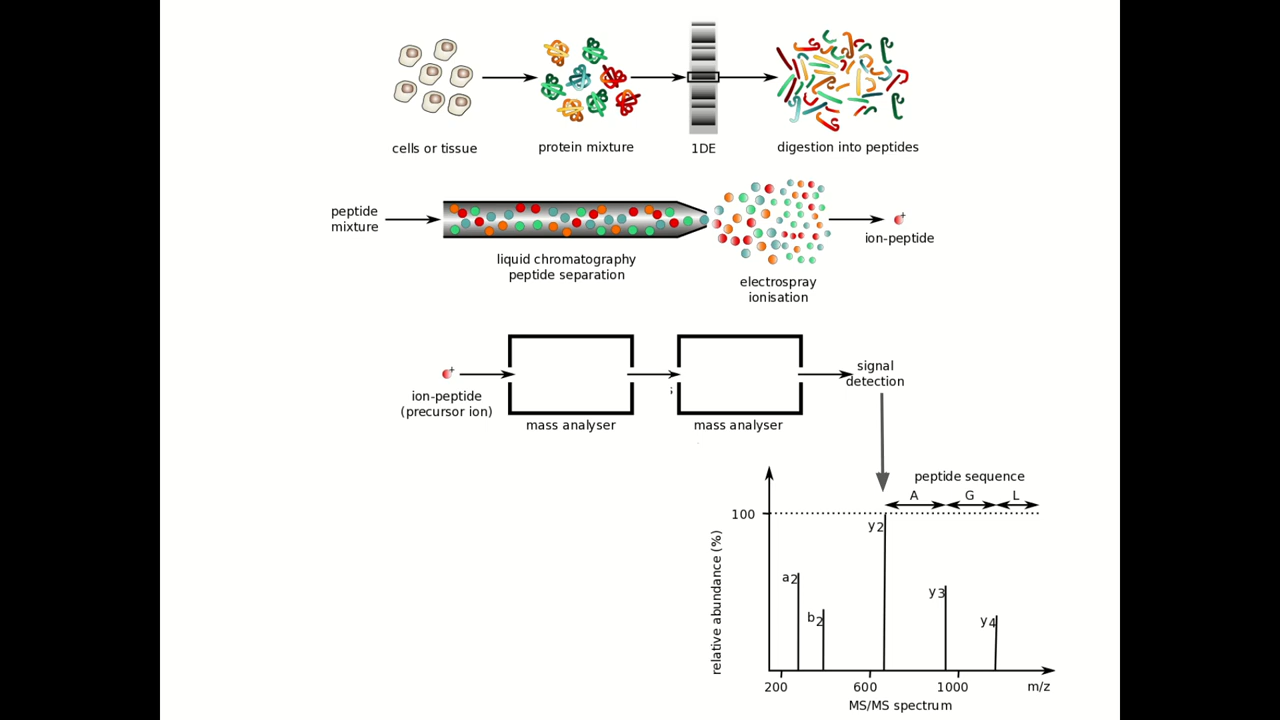 cells or tissue
protein mixture
1DE
digestion into peptides
peptide
mixture
liquid chromatography
peptide separation
electrospray
ionisation
+
ion-peptide
+
ion-peptide
(precursor ion)
mass analyser
;
mass analyser
signal
detection
peptide sequence
A G L
100
relative abundance (%)
a2
b2
y2
y3
y4
200 600 1000 m/z
MS/MS spectrum